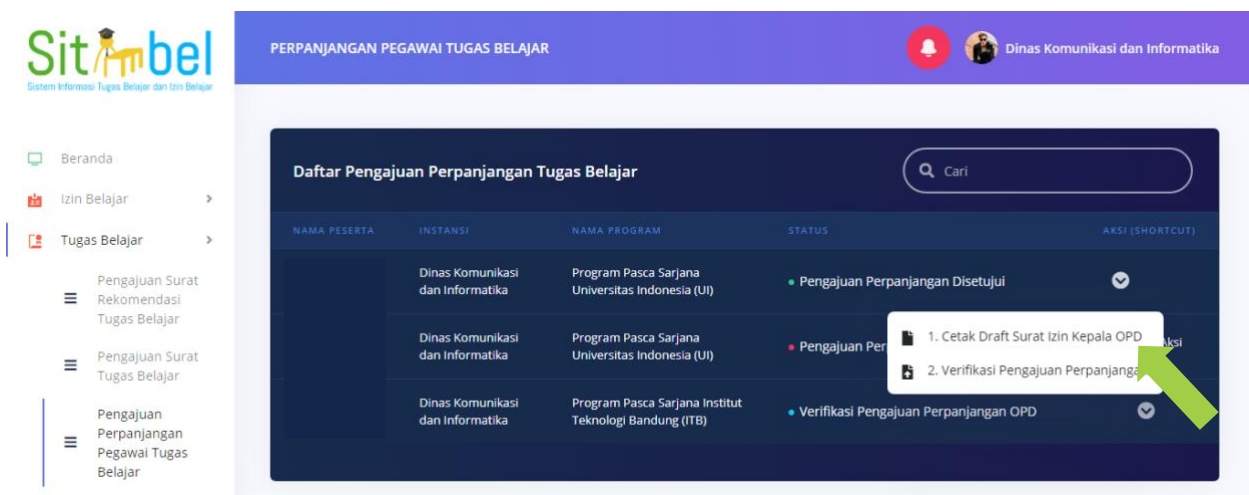 Sitimbel
Sistem Informasi Tugas Belajar dan Izin Belajar
PERPANJANGAN PEGAWAI TUGAS BELAJAR
Dinas Komunikasi dan Informatika
Beranda
Izin Belajar
Tugas Belajar
Pengajuan Surat
Rekomendasi
Tugas Belajar
Pengajuan Surat
Tugas Belajar
Pengajuan
Perpanjangan
Pegawai Tugas
Belajar
Daftar Pengajuan Perpanjangan Tugas Belajar
Cari
NAMA PESERTA INSTANSI NAMA PROGRAM STATUS AKSI (SHORTCUT)
Dinas Komunikasi
dan Informatika
Program Pasca Sarjana
Universitas Indonesia (UI)
Pengajuan Perpanjangan Disetujui
Dinas Komunikasi
dan Informatika
Program Pasca Sarjana
Universitas Indonesia (UI)
Pengajuan
Aksi
1. Cetak Draft Surat Izin Kepala OPD
2. Verifikasi Pengajuan
Dinas Komunikasi
dan Informatika
Program Pasca Sarjana Institut
Teknologi Bandung (ITB)
Verifikasi Pengajuan Perpanjangan OPD